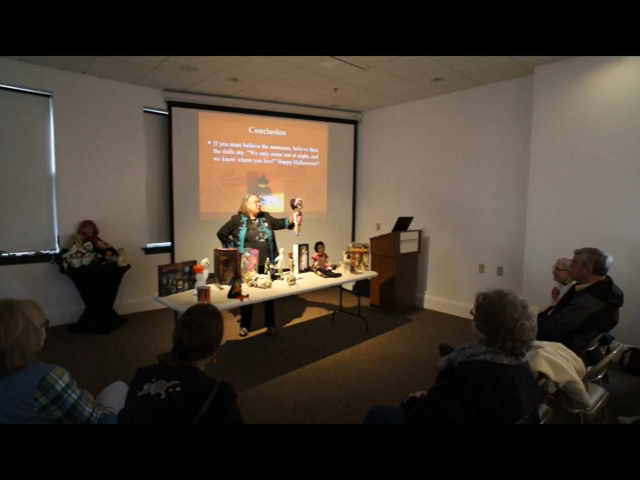 Conclusion
• If you must believe the nonsense, believe this:
the dolls say, "We only come out at night, and
we know where you live!" Happy Halloween!!